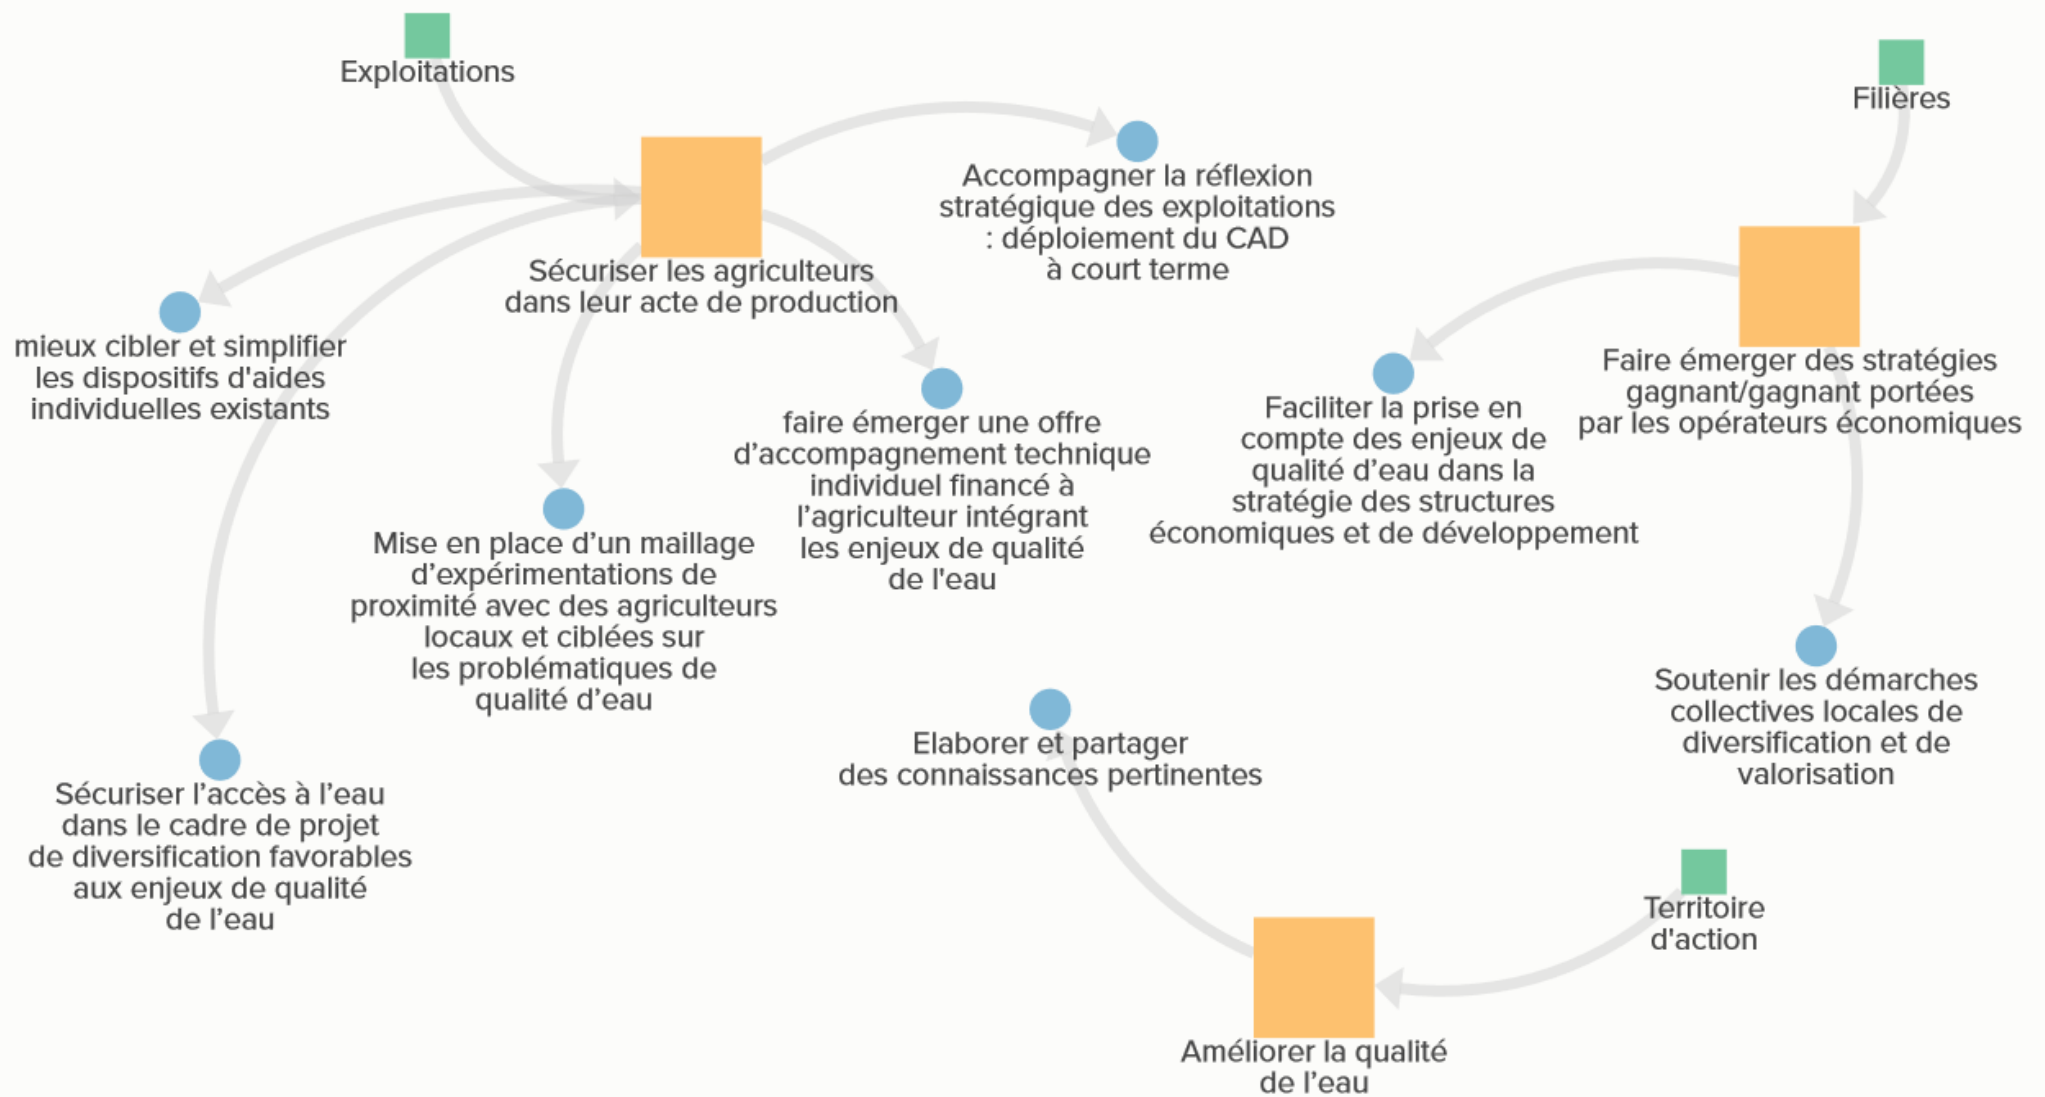 Exploitations
Filières
Sécuriser les agriculteurs
dans leur acte de production
Accompagner la réflexion
stratégique des exploitations
: déploiement du CAD
à court terme
mieux cibler et simplifier
les dispositifs d'aides
individuelles existants
Faire émerger des stratégies
gagnant/gagnant portées
par les opérateurs économiques
Faciliter la prise en
compte des enjeux de
qualité d’eau dans la
stratégie des structures
économiques et de développement
faire émerger une offre
d’accompagnement technique
individuel financé à
l’agriculteur intégrant
les enjeux de qualité
de l'eau
Mise en place d’un maillage
d’expérimentations de
proximité avec des agriculteurs
locaux et ciblées sur
les problématiques de
qualité d’eau
Soutenir les démarches
collectives locales de
diversification et de
valorisation
Elaborer et partager
des connaissances pertinentes
Sécuriser l’accès à l’eau
dans le cadre de projet
de diversification favorables
aux enjeux de qualité
de l’eau
Territoire
d'action
Améliorer la qualité
de l’eau